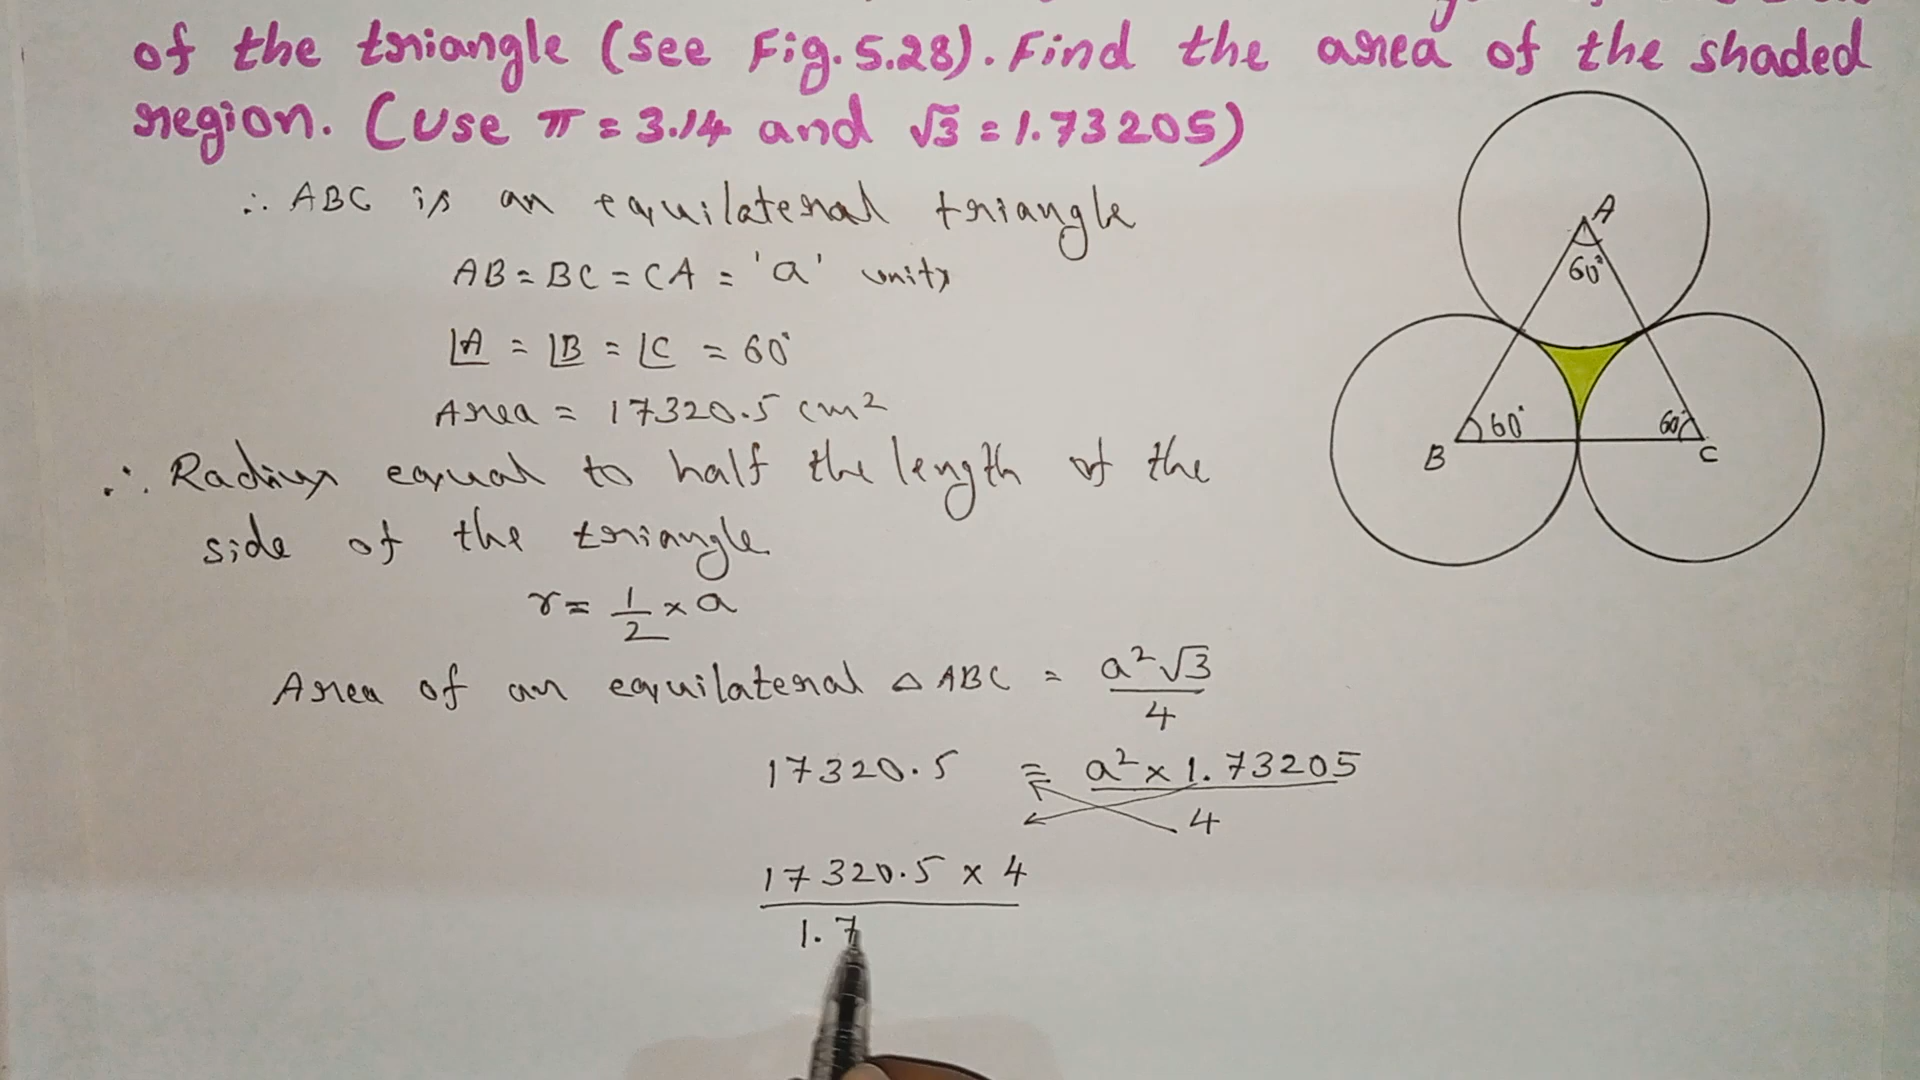 of the triangle (see Fig. 5.28). Find the area of the shaded
region. (use π = 3.14 and √3 = 1.73205)
∴ ABC is an equilateral triangle
AB = BC = CA = 'a' units
∠A = ∠B = ∠C = 60°
Area = 17320.5 cm²
∴ Radius equal to half the length of the
side of the triangle
r = 1/2 × a
Area of an equilateral △ ABC = a²√3/4
17320.5 = a² × 1.73205/4
17320.5 × 4
1.7
A
60°
B
60°
60°
C